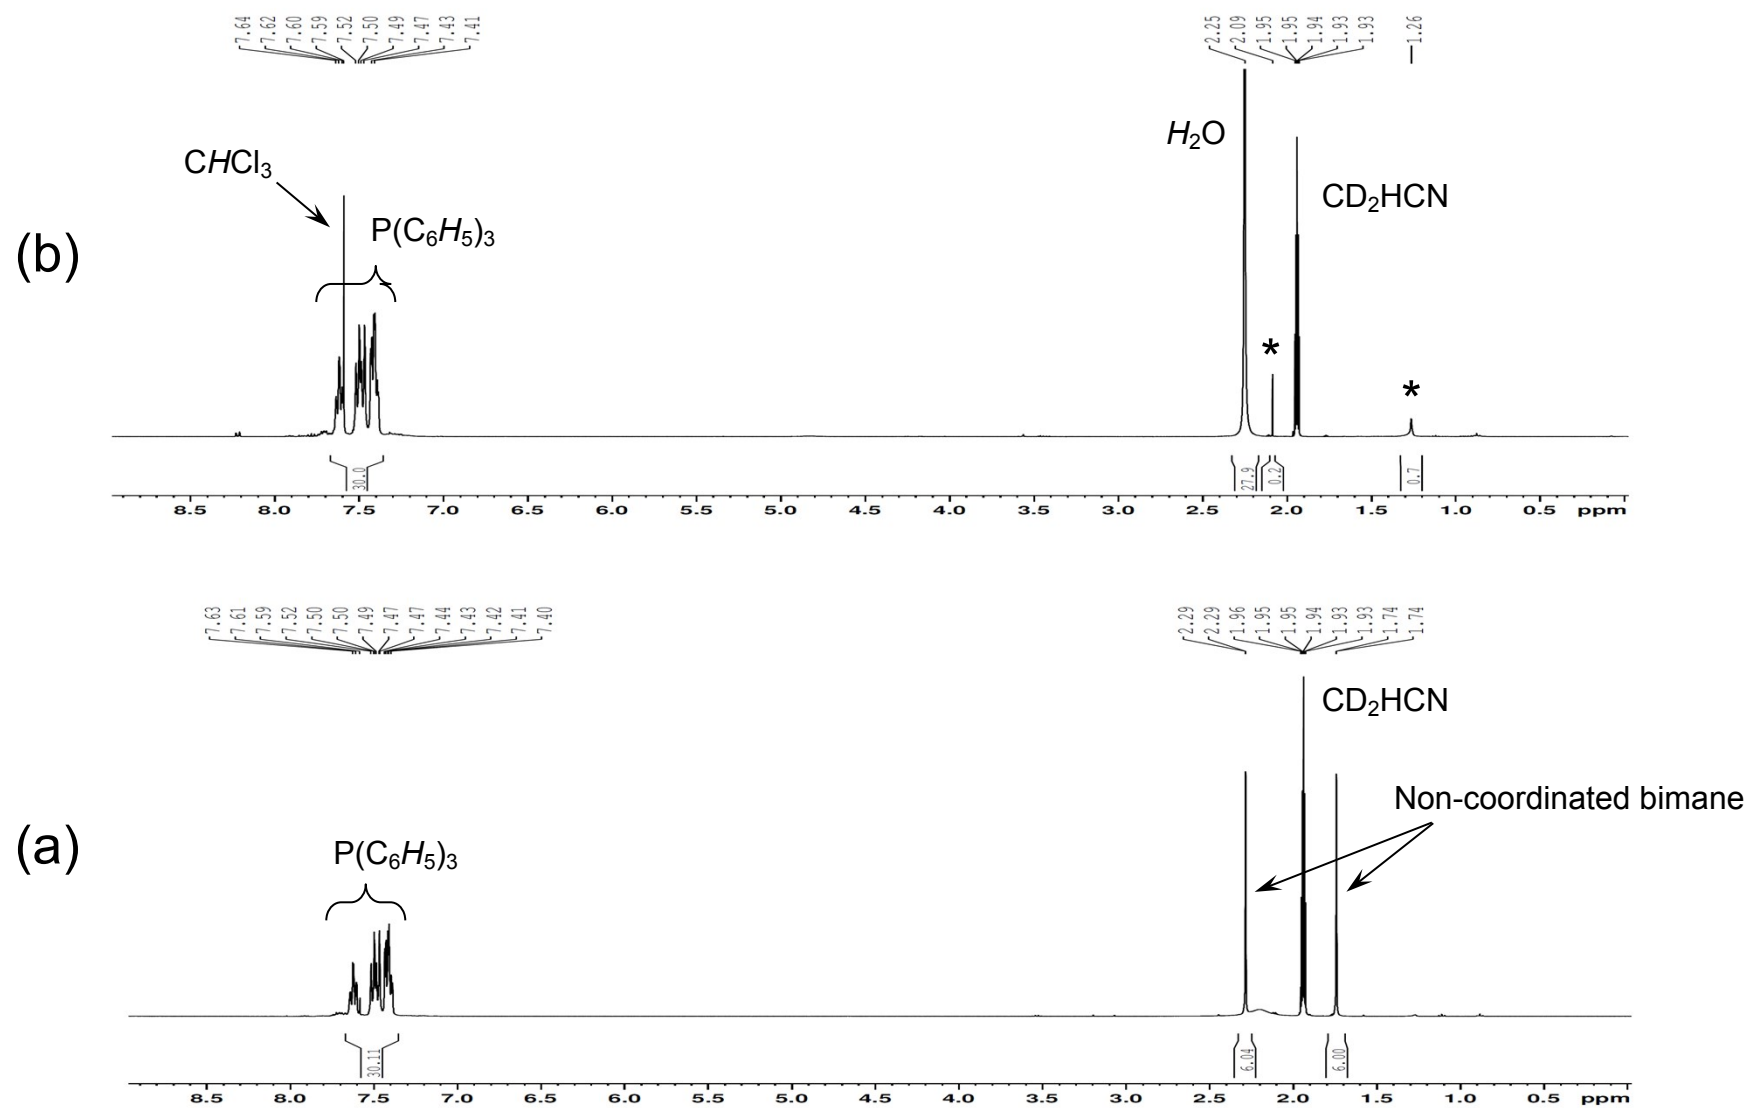 7.64 7.62 7.60 7.59 7.52 7.50 7.49 7.47 7.43 7.41 2.25 2.09 1.95 1.95 1.94 1.93 1.93 1.26
H₂O
CHCl₃
CD₂HCN
P(C₆H₅)₃
(b)
*
*
30.0 27.9 0.2 0.7
8.5 8.0 7.5 7.0 6.5 6.0 5.5 5.0 4.5 4.0 3.5 3.0 2.5 2.0 1.5 1.0 0.5 ppm
7.63 7.61 7.59 7.52 7.50 7.50 7.49 7.47 7.47 7.44 7.43 7.42 7.41 7.40 2.29 2.29 1.96 1.95 1.95 1.94 1.93 1.93 1.74 1.74
CD₂HCN
Non-coordinated bimane
(a)
P(C₆H₅)₃
30.11 6.04 6.00
8.5 8.0 7.5 7.0 6.5 6.0 5.5 5.0 4.5 4.0 3.5 3.0 2.5 2.0 1.5 1.0 0.5 ppm